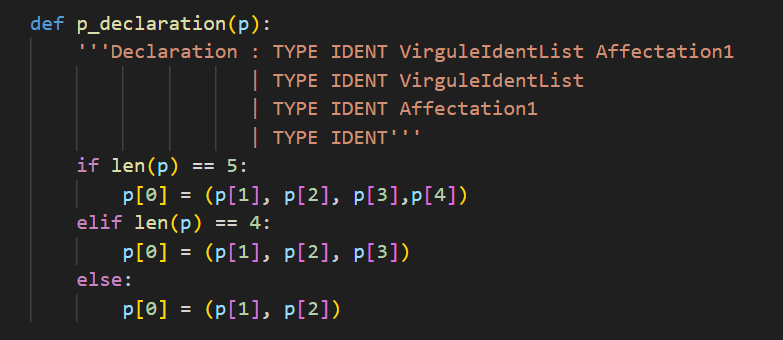 def p_declaration(p):
    '''Declaration : TYPE IDENT VirguleIdentList Affectation1
                   | TYPE IDENT VirguleIdentList
                   | TYPE IDENT Affectation1
                   | TYPE IDENT'''
    if len(p) == 5:
        p[0] = (p[1], p[2], p[3],p[4])
    elif len(p) == 4:
        p[0] = (p[1], p[2], p[3])
    else:
        p[0] = (p[1], p[2])